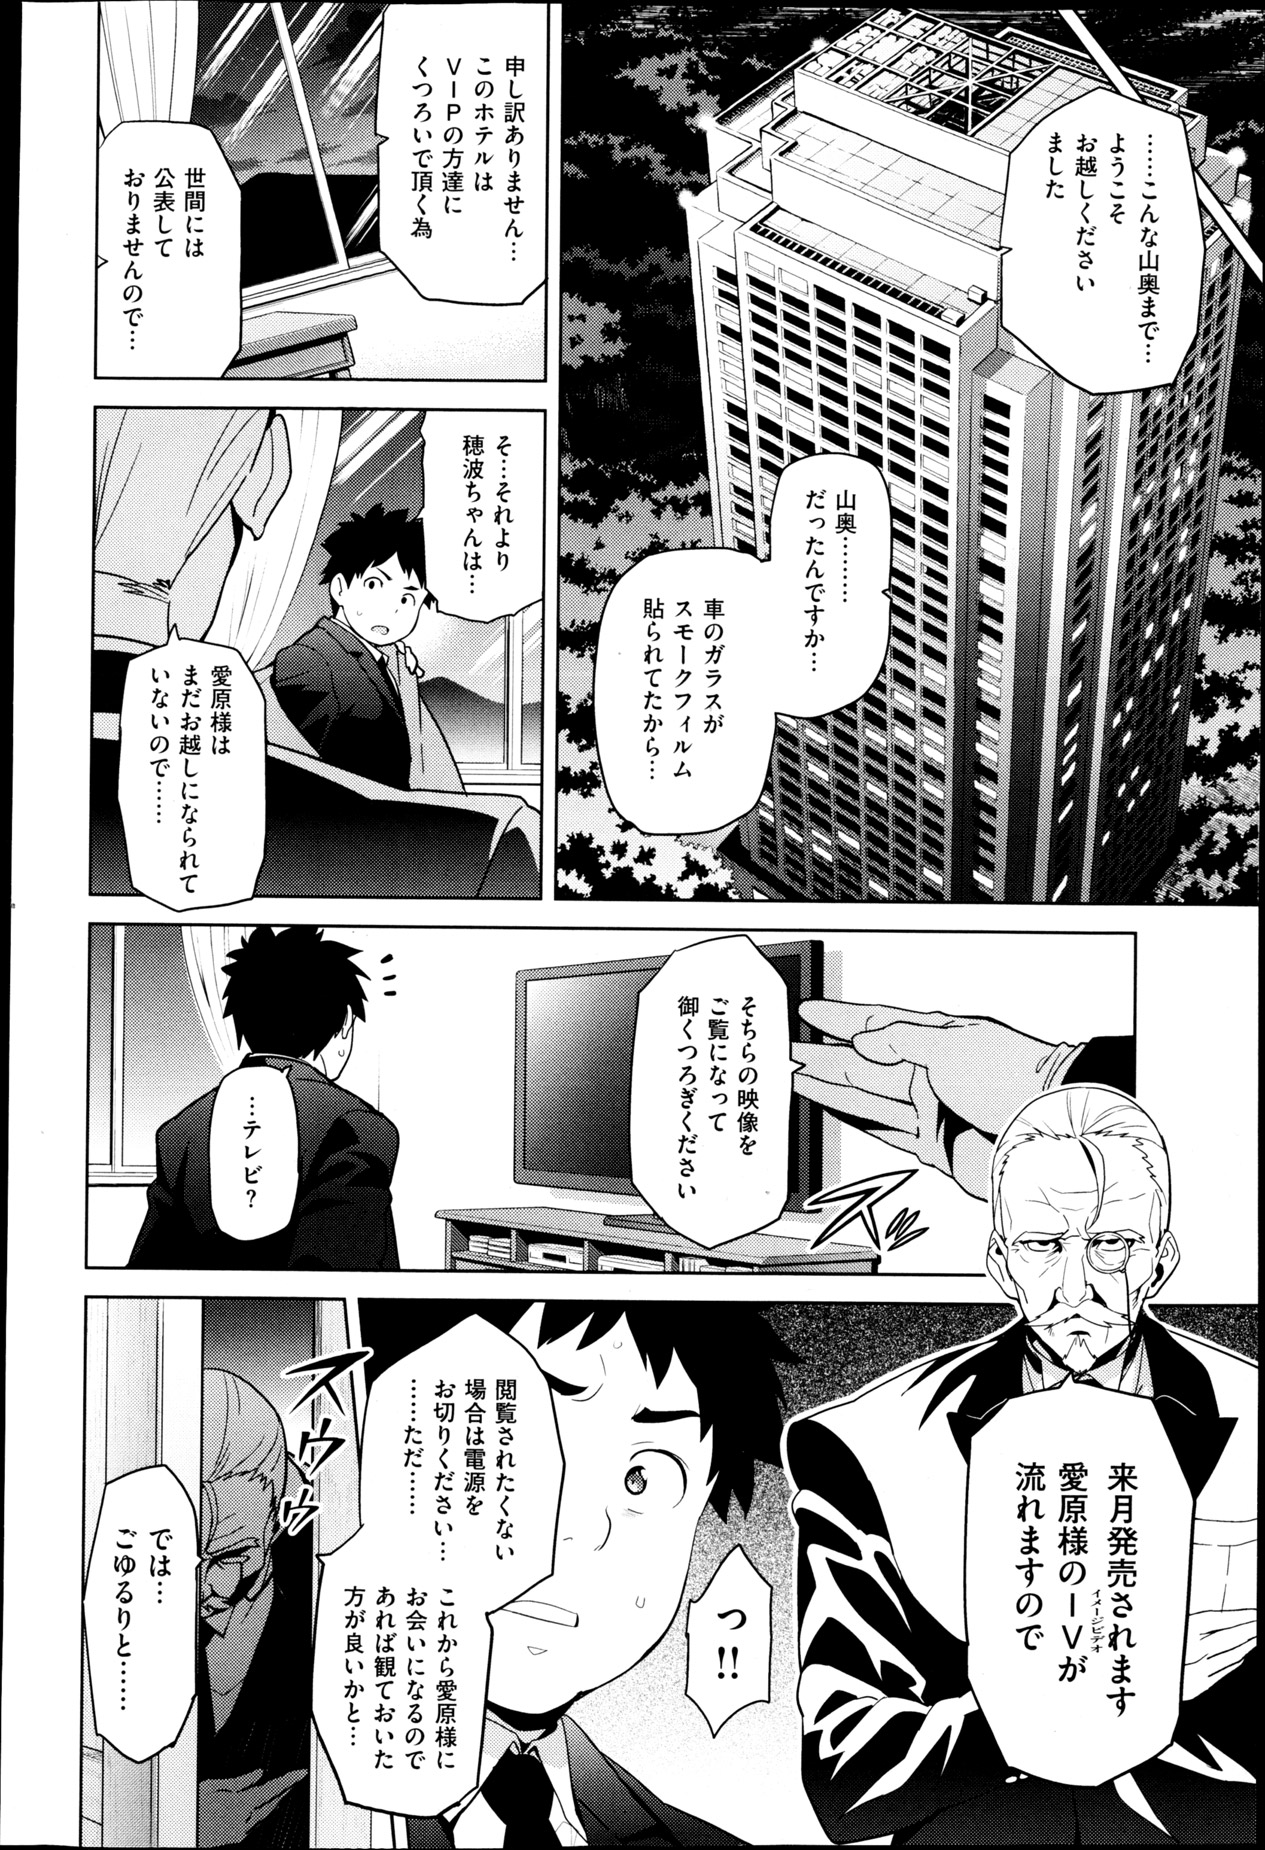 ……こんな山奥まで…
ようこそ
お越しください
ました
山奥………
だったんですか…
車のガラスが
スモークフィルム
貼られてたから…
申し訳ありません…
このホテルは
VIPの方達に
くつろいで頂く為
世間には
公表して
おりませんので…
そ…それより
穂波ちゃんは…
愛原様は
まだお越しになられて
いないので……
そちらの映像を
ご覧になって
御くつろぎください
…テレビ?
来月発売されます
愛原様のIVが
イメージビデオ
流れますので
っ!!
閲覧されたくない
場合は電源を
お切りください…
……ただ……
これから愛原様に
お会いになるので
あれば観ておいた
方が良いかと…
スウウ
では…
ごゆるりと……